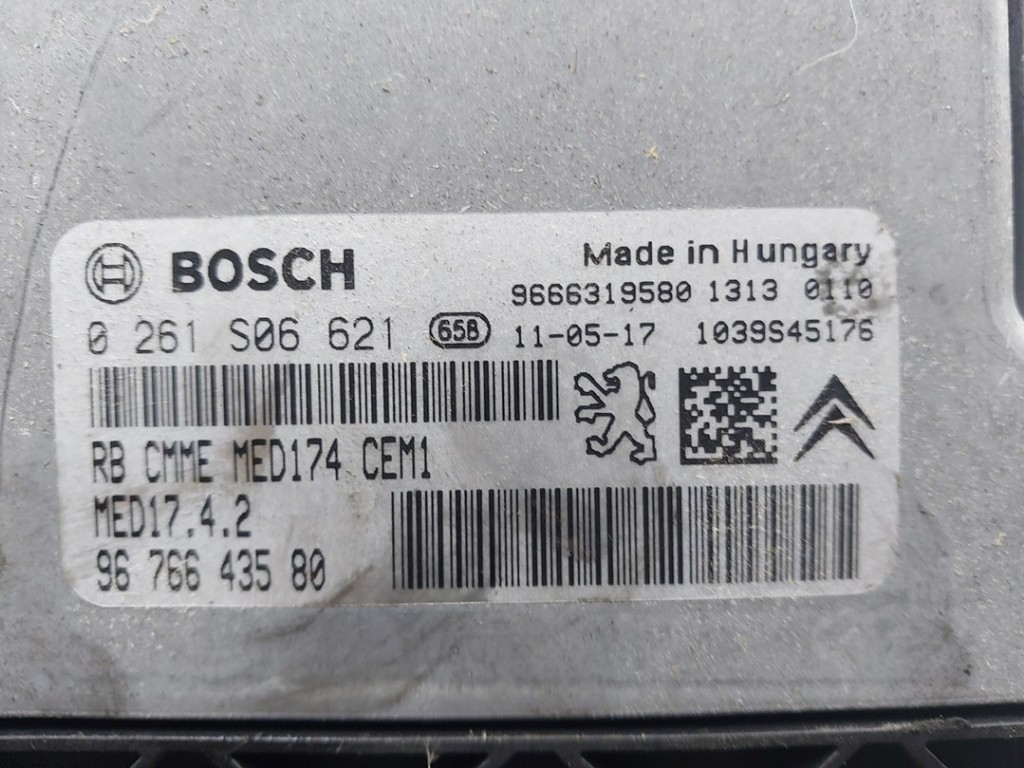 BOSCH
Made in Hungary
9666319580 1313 0110
0 261 S06 621 658 11-05-17 1039S45176
RB CMME MED174 CEM1
MED17.4.2
96 766 435 80